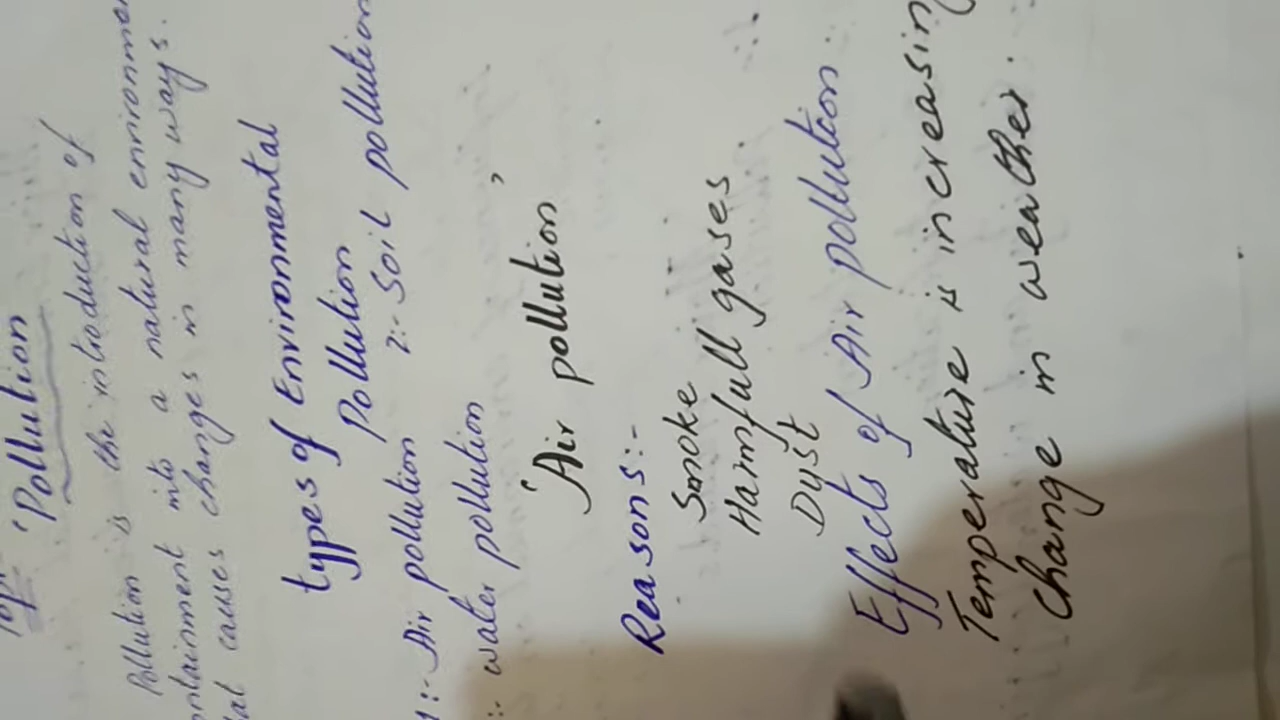 'Pollution
Pollution is the introduction of
into a natural
causes changes in many ways.
types of Environmental
Pollution
1:- Air pollution 2:- Soil pollution
:- water pollution
'Air pollution'
Reasons:-
Smoke
Harmfull gases
Dust
Effects of Air pollution
Temperature is increasing
Change in weather.